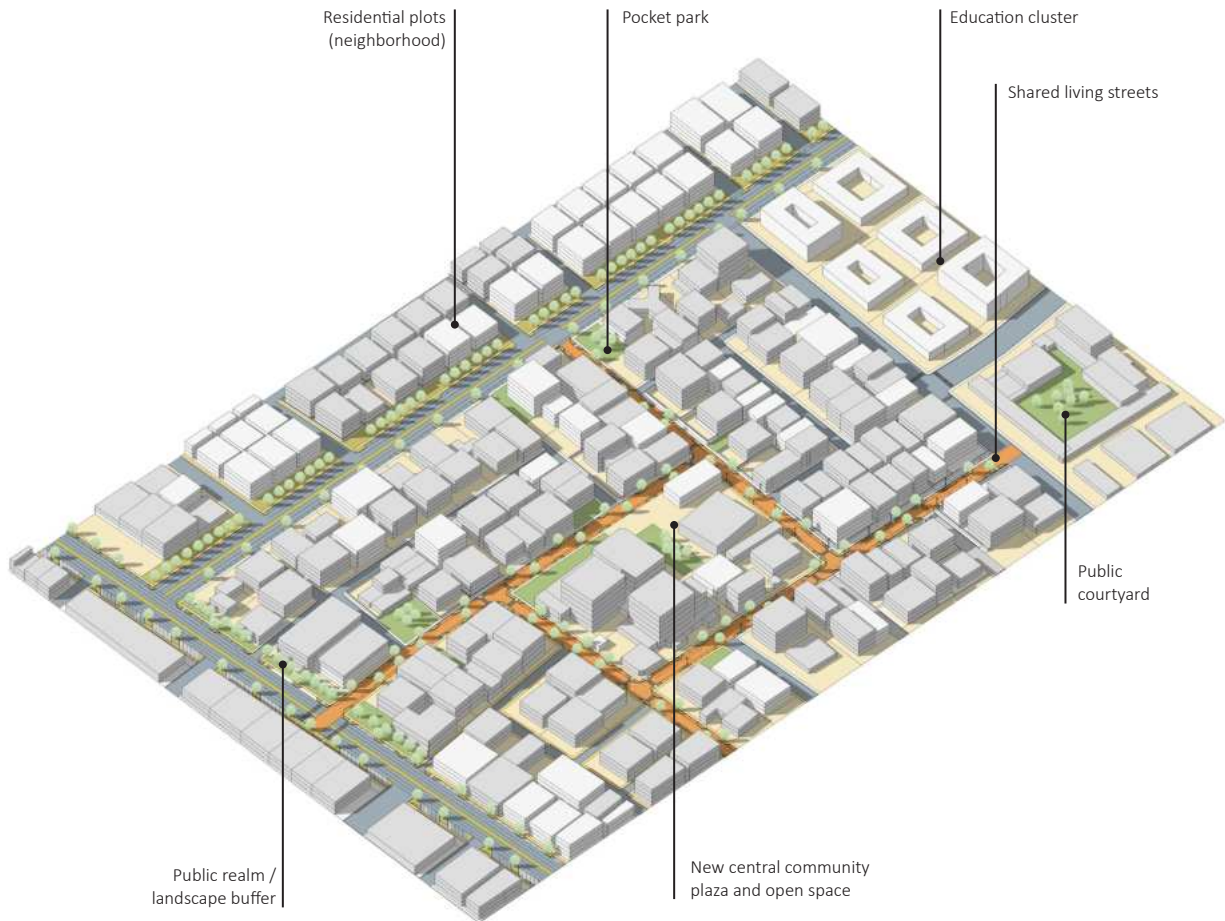 Residential plots
(neighborhood)
Pocket park
Education cluster
Shared living streets
Public
courtyard
Public realm /
landscape buffer
New central community
plaza and open space